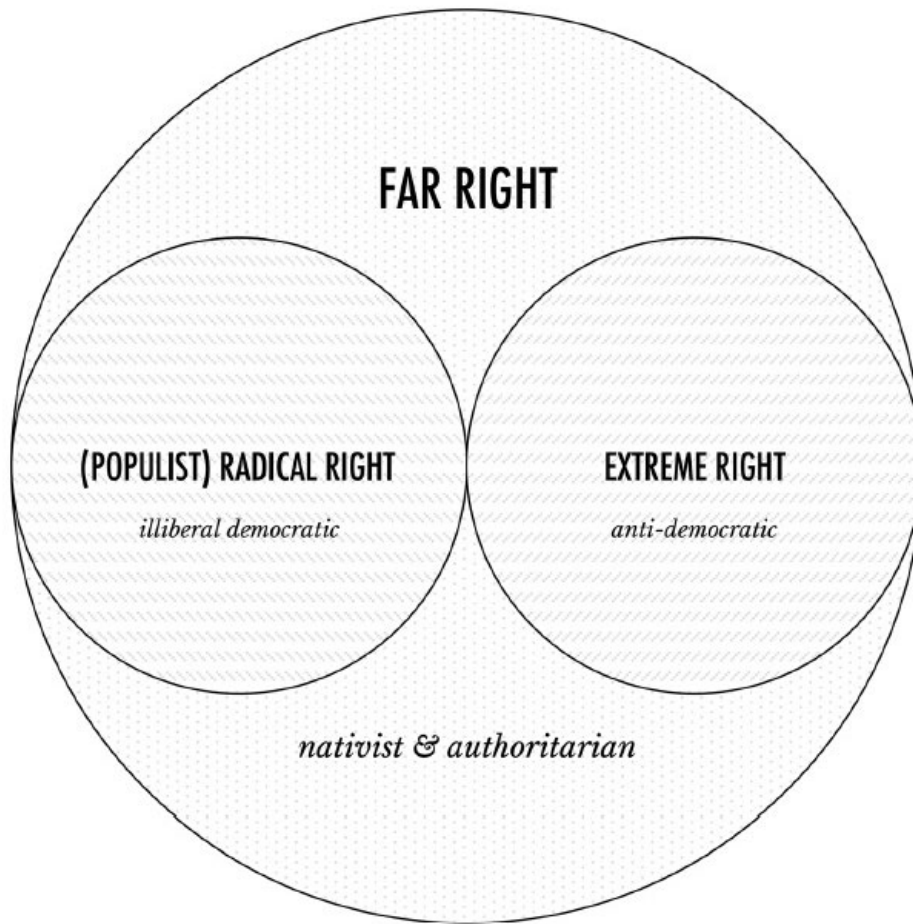 FAR RIGHT
(POPULIST) RADICAL RIGHT
illiberal democratic
EXTREME RIGHT
anti-democratic
nativist & authoritarian